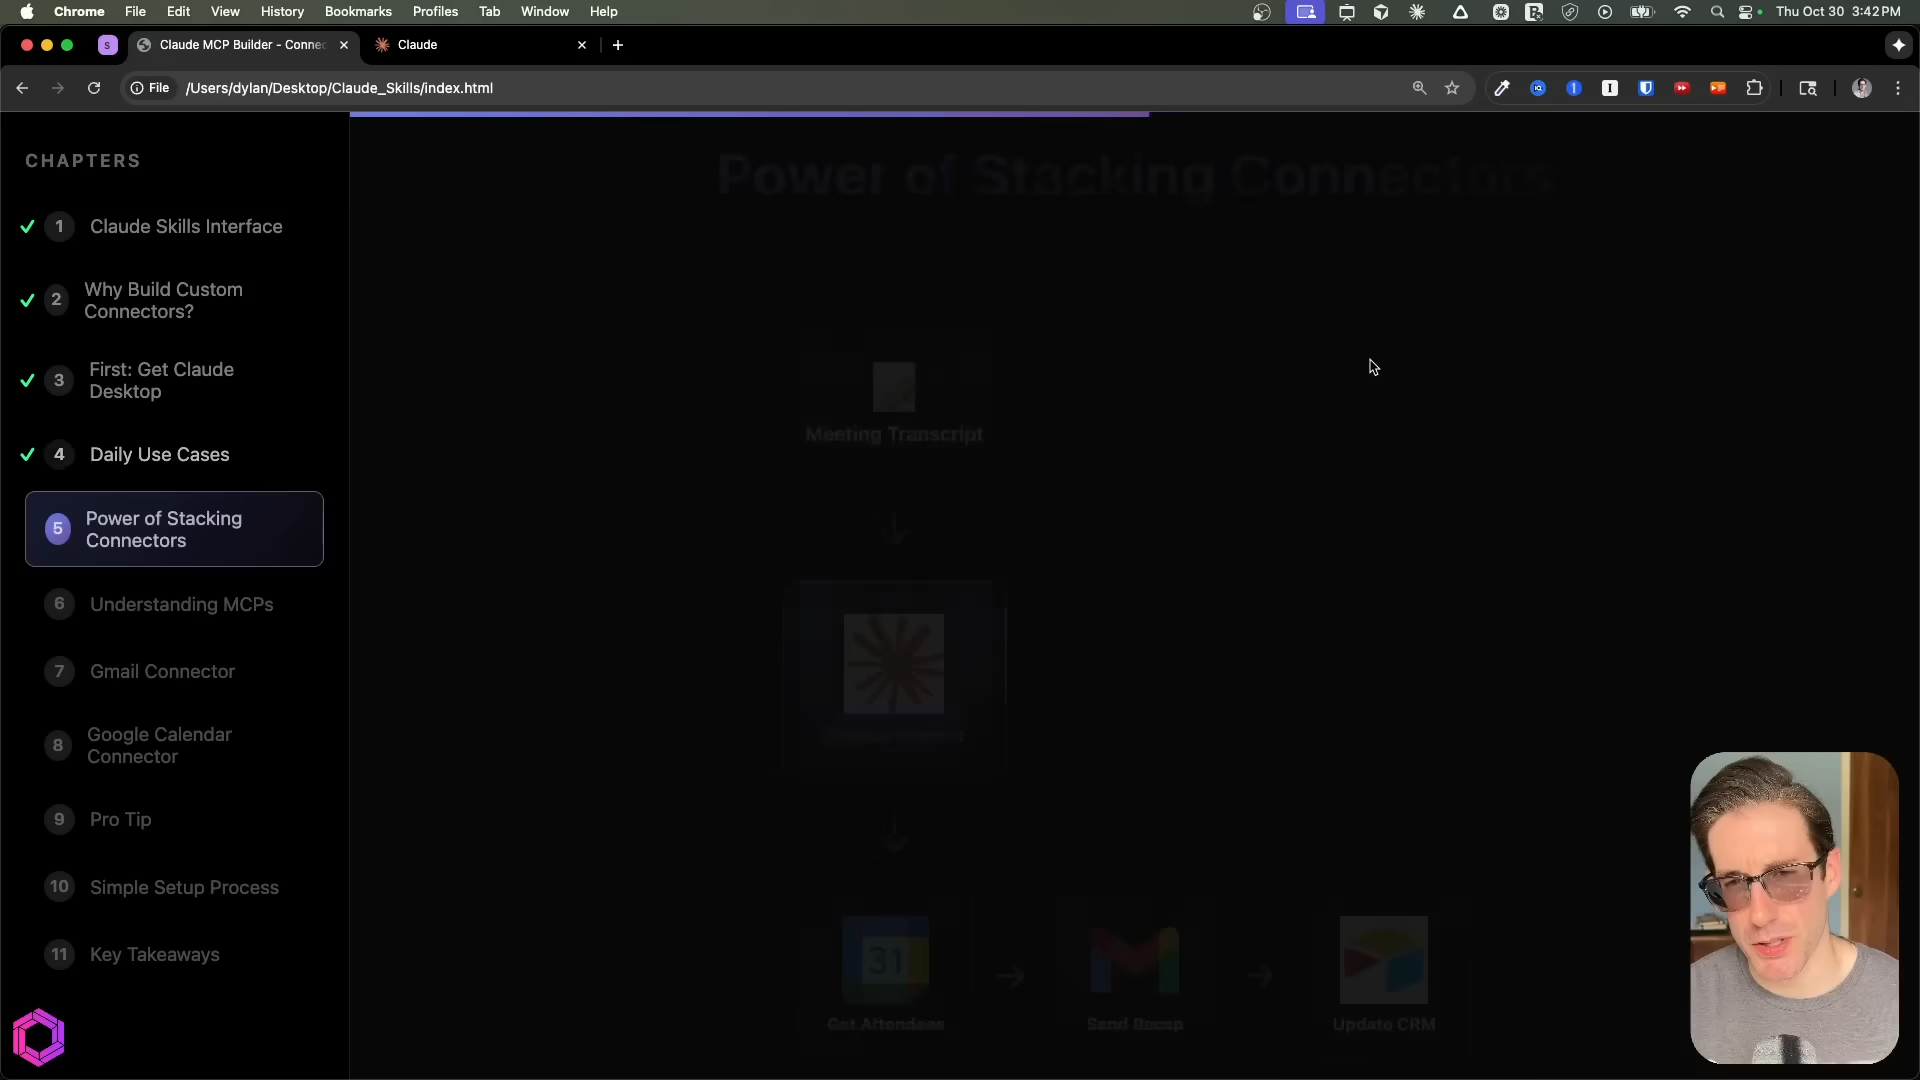 Chrome File Edit View History Bookmarks Profiles Tab Window Help
Thu Oct 30 3:42 PM
S
Claude MCP Builder - Connec
Claude
File
/Users/dylan/Desktop/Claude_Skills/index.html
CHAPTERS
1 Claude Skills Interface
2 Why Build Custom
Connectors?
3 First: Get Claude
Desktop
4 Daily Use Cases
5 Power of Stacking
Connectors
6 Understanding MCPs
7 Gmail Connector
8 Google Calendar
Connector
9 Pro Tip
10 Simple Setup Process
11 Key Takeaways
Power of Stacking Connectors
Meeting Transcript
31
Get Attendees
Send Recap
Update CRM